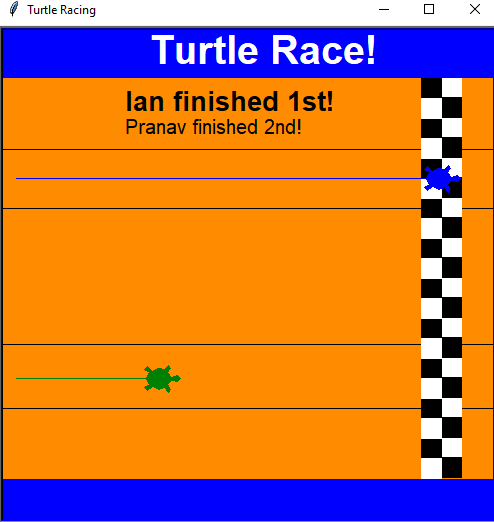 Turtle Racing
Turtle Race!
Ian finished 1st!
Pranav finished 2nd!